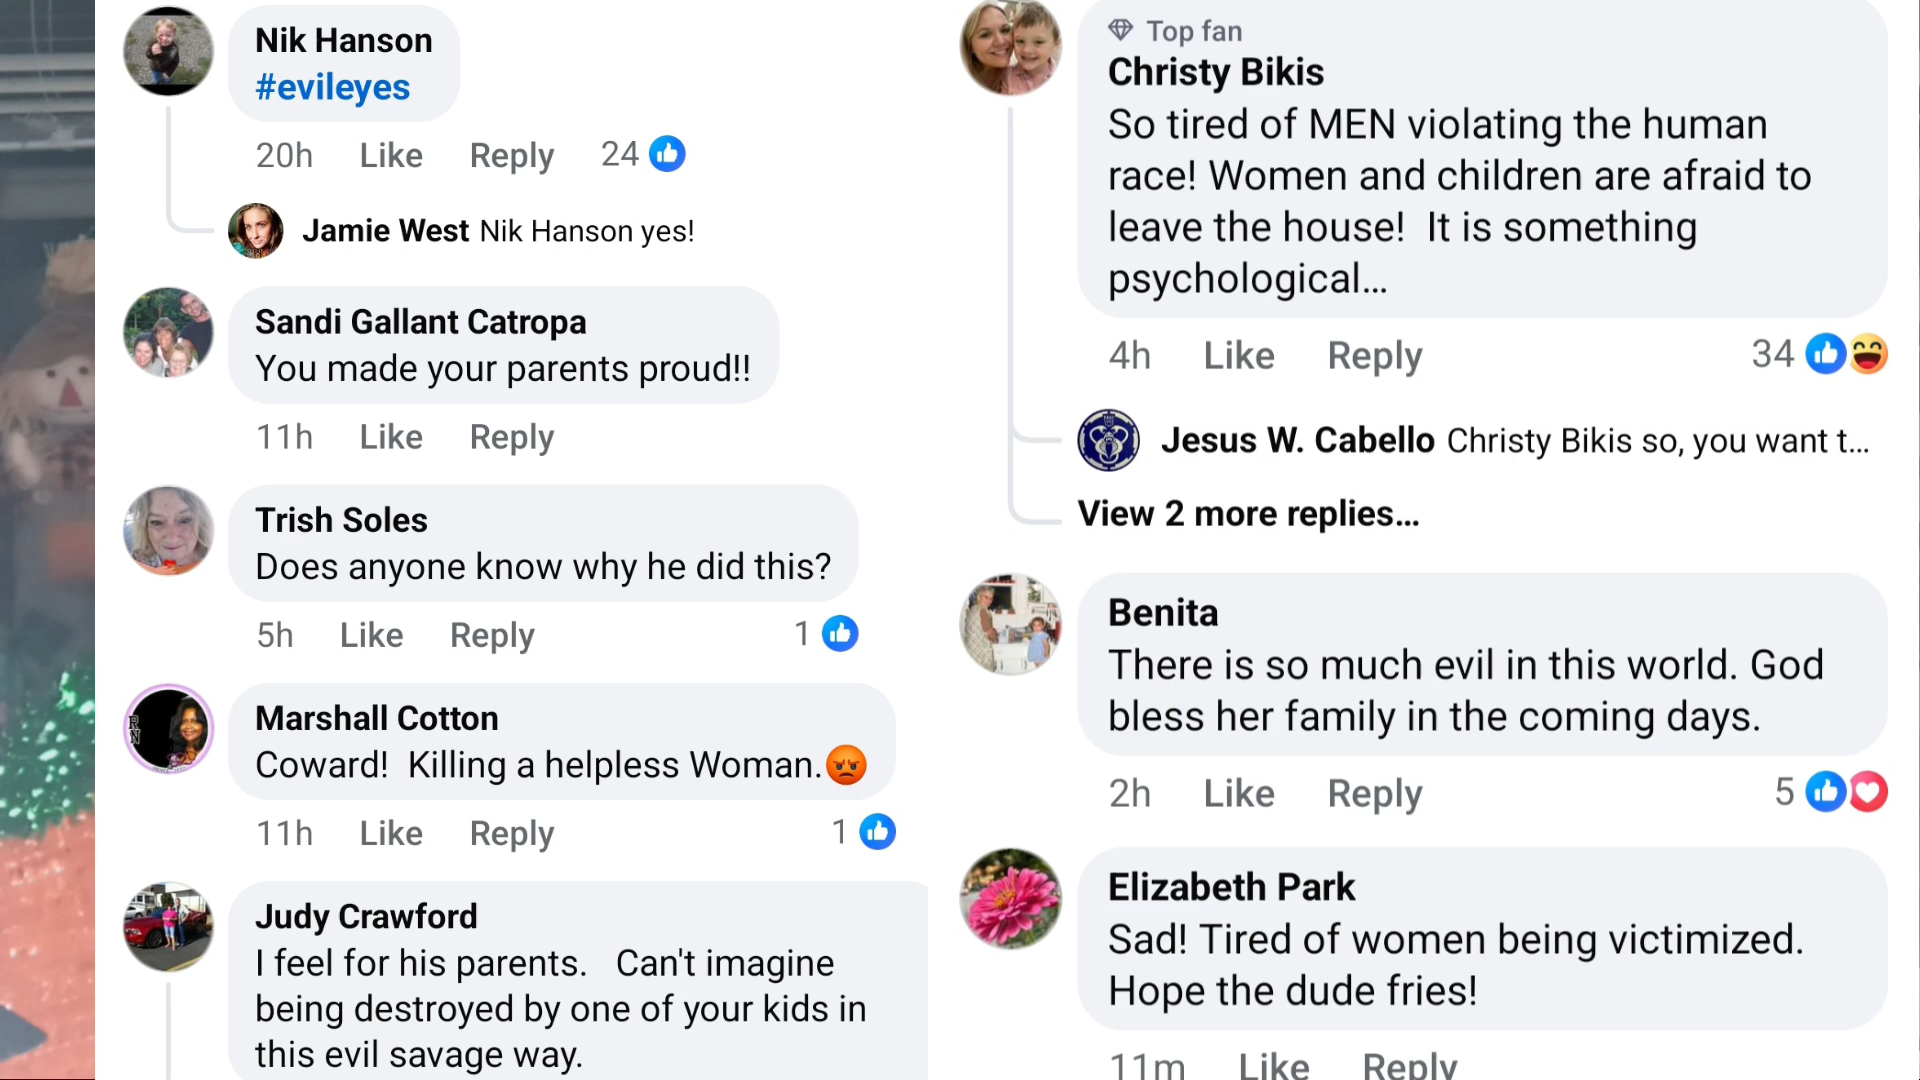 Nik Hanson
#evileyes
20h Like Reply 24
Jamie West Nik Hanson yes!
Sandi Gallant Catropa
You made your parents proud!!
11h Like Reply
Trish Soles
Does anyone know why he did this?
5h Like Reply 1
Marshall Cotton
Coward!  Killing a helpless Woman.😡
11h Like Reply 1
Judy Crawford
I feel for his parents.   Can't imagine
being destroyed by one of your kids in
this evil savage way.
Top fan
Christy Bikis
So tired of MEN violating the human
race! Women and children are afraid to
leave the house!  It is something
psychological...
4h Like Reply 34
Jesus W. Cabello Christy Bikis so, you want t...
View 2 more replies...
Benita
There is so much evil in this world. God
bless her family in the coming days.
2h Like Reply 5
Elizabeth Park
Sad! Tired of women being victimized.
Hope the dude fries!
11m Like Reply